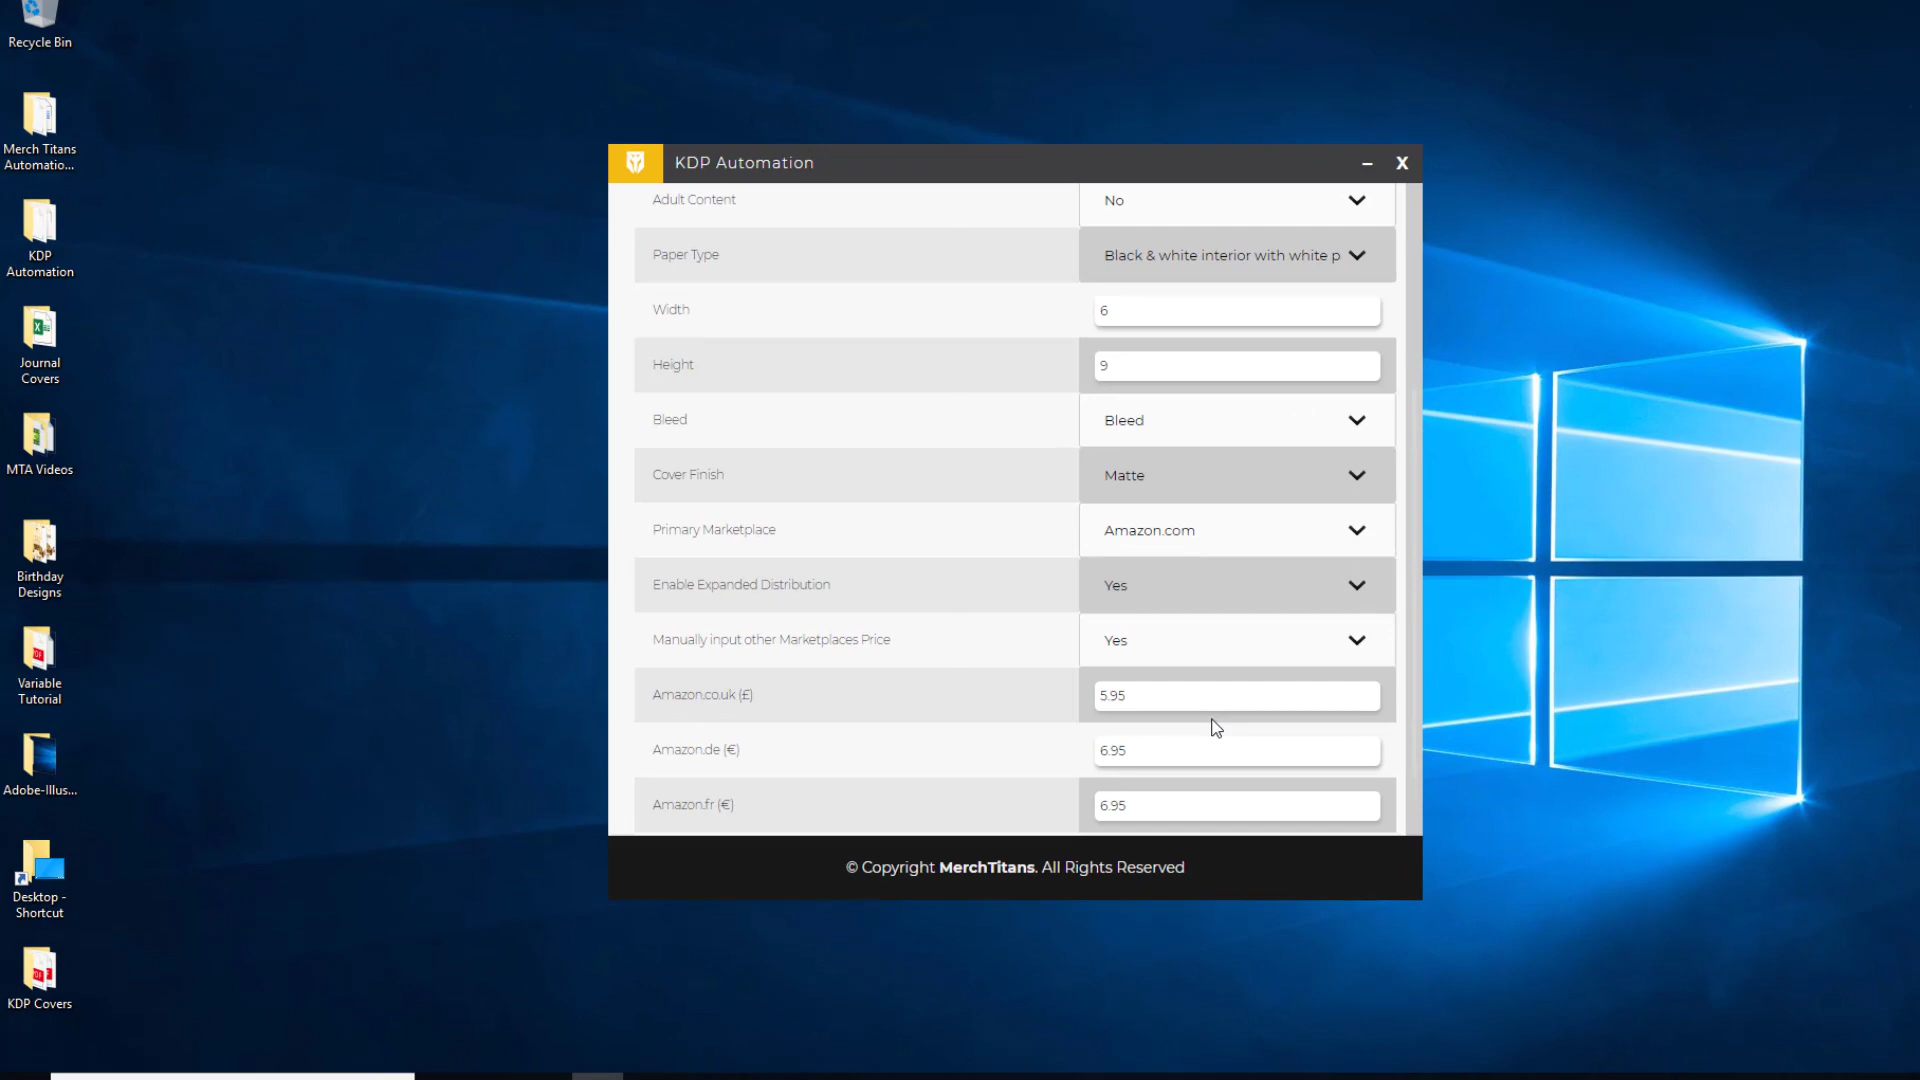 Recycle Bin
Merch Titans
Automatio...
KDP
Automation
Journal
Covers
MTA Videos
Birthday
Designs
Variable
Tutorial
Adobe-Illus...
Desktop -
Shortcut
KDP Covers
KDP Automation
– X
Adult Content No
Paper Type Black & white interior with white p
Width 6
Height 9
Bleed Bleed
Cover Finish Matte
Primary Marketplace Amazon.com
Enable Expanded Distribution Yes
Manually input other Marketplaces Price Yes
Amazon.co.uk (£) 5.95
Amazon.de (€) 6.95
Amazon.fr (€) 6.95
© Copyright MerchTitans. All Rights Reserved